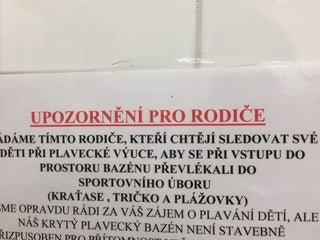 UPOZORNĚNÍ PRO RODIČE
ÁDÁME TÍMTO RODIČE, KTEŘÍ CHTĚJÍ SLEDOVAT SVÉ
DĚTI PŘI PLAVECKÉ VÝUCE, ABY SE PŘI VSTUPU DO
PROSTORU BAZÉNU PŘEVLÉKALI DO
SPORTOVNÍHO ÚBORU
(KRAŤASE , TRIČKO A PLÁŽOVKY)
SME OPRAVDU RÁDI ZA VÁŠ ZÁJEM O PLAVÁNÍ DĚTÍ, ALE
NÁŠ KRYTÝ PLAVECKÝ BAZÉN NENÍ STAVEBNĚ